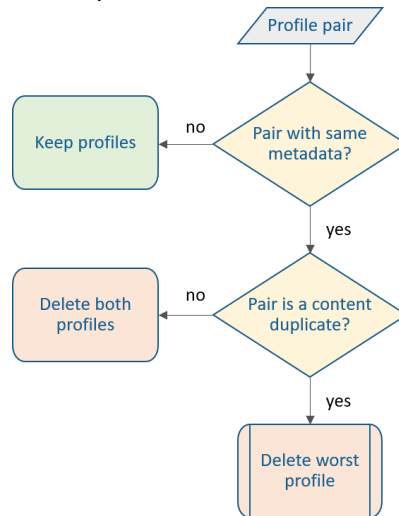 Profile pair
Pair with same
metadata?
no
Keep profiles
yes
Pair is a content
duplicate?
no
Delete both
profiles
yes
Delete worst
profile